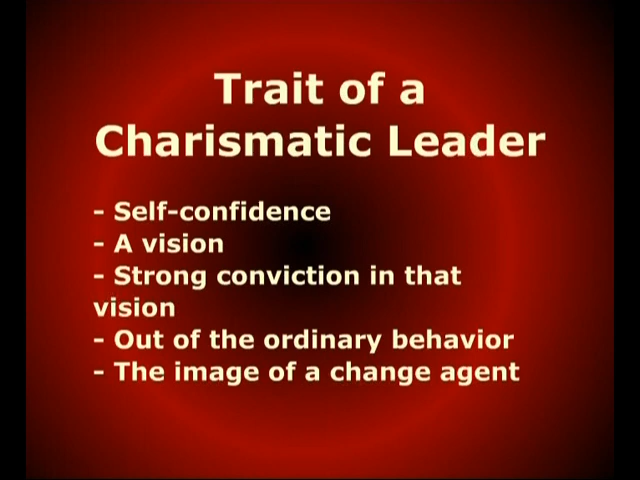 Trait of a
Charismatic Leader
- Self-confidence
- A vision
- Strong conviction in that
vision
- Out of the ordinary behavior
- The image of a change agent